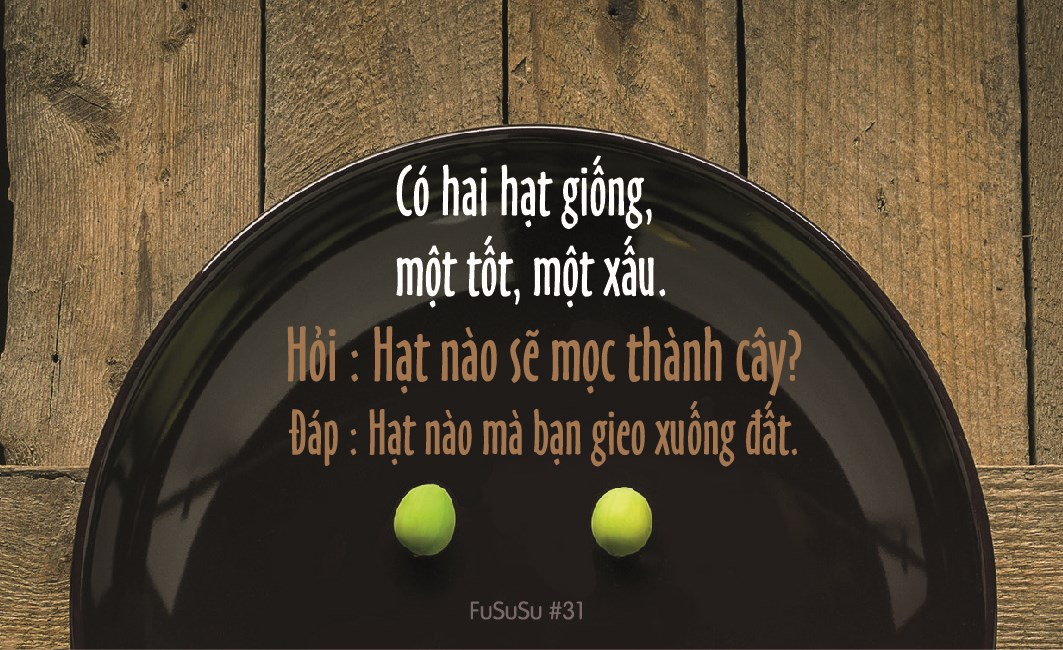 Có hai hạt giống,
một tốt, một xấu.
Hỏi : Hạt nào sẽ mọc thành cây?
Đáp : Hạt nào mà bạn gieo xuống đất.
FuSuSu #31